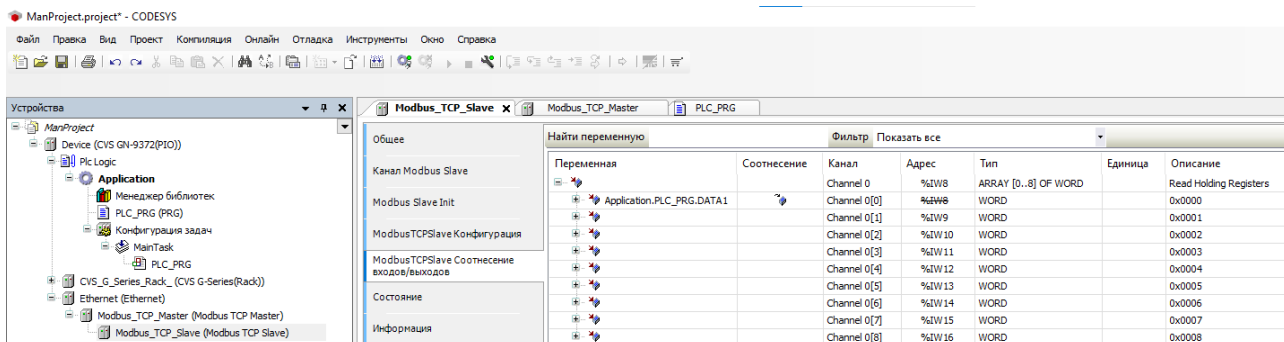 ManProject.project* - CODESYS
Файл Правка Вид Проект Компиляция Онлайн Отладка Инструменты Окно Справка
Устройства
ManProject
Device (CVS GN-9372(PIO))
Plc Logic
Application
Менеджер библиотек
PLC_PRG (PRG)
Конфигурация задач
MainTask
PLC_PRG
CVS_G_Series_Rack_ (CVS G-Series(Rack))
Ethernet (Ethernet)
Modbus_TCP_Master (Modbus TCP Master)
Modbus_TCP_Slave (Modbus TCP Slave)
Modbus_TCP_Slave X Modbus_TCP_Master PLC_PRG
Общее
Канал Modbus Slave
Modbus Slave Init
ModbusTCPSlave Конфигурация
ModbusTCPSlave Соотнесение
входов/выходов
Состояние
Информация
Найти переменную Фильтр Показать все
Переменная Соотнесение Канал Адрес Тип Единица Описание
Channel 0 %IW8 ARRAY [0..8] OF WORD Read Holding Registers
Application.PLC_PRG.DATA1 Channel 0[0] %IW8 WORD 0x0000
Channel 0[1] %IW9 WORD 0x0001
Channel 0[2] %IW10 WORD 0x0002
Channel 0[3] %IW11 WORD 0x0003
Channel 0[4] %IW12 WORD 0x0004
Channel 0[5] %IW13 WORD 0x0005
Channel 0[6] %IW14 WORD 0x0006
Channel 0[7] %IW15 WORD 0x0007
Channel 0[8] %IW16 WORD 0x0008